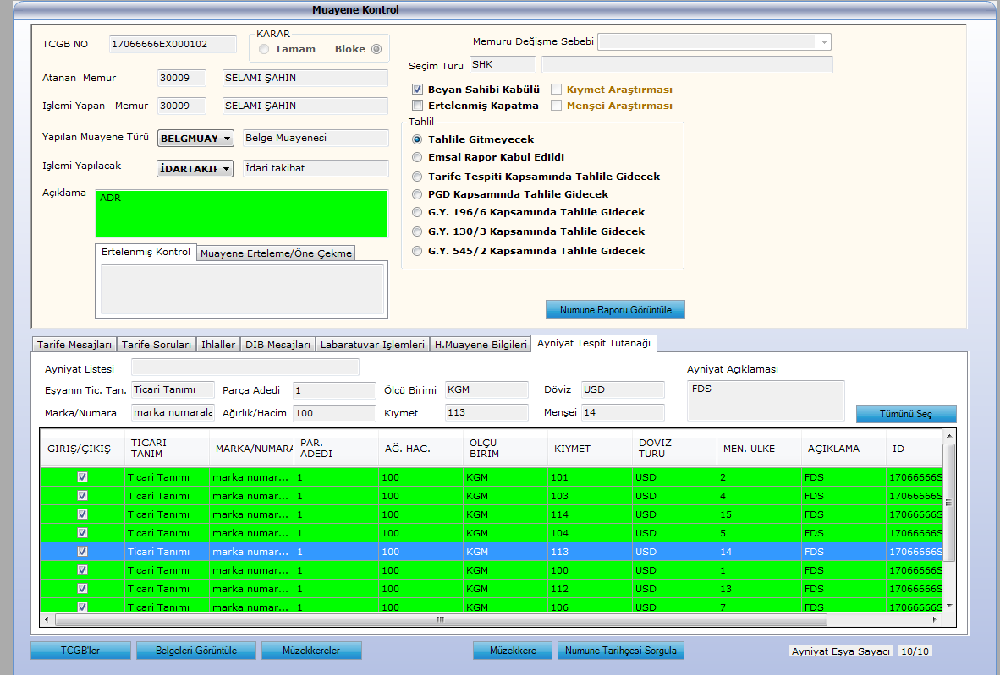 Muayene Kontrol
TCGB NO 17066666EX000102
KARAR
Tamam Bloke
Memuru Değişme Sebebi
Seçim Türü SHK
Atanan Memur 30009 SELAMİ ŞAHİN
Beyan Sahibi Kabülü Kıymet Araştırması
İşlemi Yapan Memur 30009 SELAMİ ŞAHİN
Ertelenmiş Kapatma Menşei Araştırması
Yapılan Muayene Türü BELGMUAY Belge Muayenesi
İşlemi Yapılacak İDARTAKIF İdari takibat
Açıklama ADR
Tahlil
Tahlile Gitmeyecek
Emsal Rapor Kabul Edildi
Tarife Tespiti Kapsamında Tahlile Gidecek
PGD Kapsamında Tahlile Gidecek
G.Y. 196/6 Kapsamında Tahlile Gidecek
G.Y. 130/3 Kapsamında Tahlile Gidecek
G.Y. 545/2 Kapsamında Tahlile Gidecek
Ertelenmiş Kontrol Muayene Erteleme/Öne Çekme
Numune Raporu Görüntüle
Tarife Mesajları Tarife Soruları İhlaller DİB Mesajları Labaratuvar İşlemleri H.Muayene Bilgileri Ayniyat Tespit Tutanağı
Ayniyat Listesi Ayniyat Açıklaması
Eşyanın Tic. Tan. Ticari Tanımı Parça Adedi 1 Ölçü Birimi KGM Döviz USD FDS
Marka/Numara marka numarala Ağırlık/Hacim 100 Kıymet 113 Menşei 14
Tümünü Seç
GİRİŞ/ÇIKIŞ TİCARİ TANIM MARKA/NUMARA PAR. ADEDİ AĞ. HAC. ÖLÇÜ BİRİM KIYMET DÖVİZ TÜRÜ MEN. ÜLKE AÇIKLAMA ID
Ticari Tanımı marka numar... 1 100 KGM 101 USD 2 FDS 17066666S
Ticari Tanımı marka numar... 1 100 KGM 103 USD 4 FDS 17066666S
Ticari Tanımı marka numar... 1 100 KGM 114 USD 15 FDS 17066666S
Ticari Tanımı marka numar... 1 100 KGM 104 USD 5 FDS 17066666S
Ticari Tanımı marka numar... 1 100 KGM 113 USD 14 FDS 17066666S
Ticari Tanımı marka numar... 1 100 KGM 100 USD 1 FDS 17066666S
Ticari Tanımı marka numar... 1 100 KGM 112 USD 13 FDS 17066666S
Ticari Tanımı marka numar... 1 100 KGM 106 USD 7 FDS 17066666S
TCGB'ler Belgeleri Görüntüle Müzekkereler Müzekkere Numune Tarihçesi Sorgula Ayniyat Eşya Sayacı 10/10